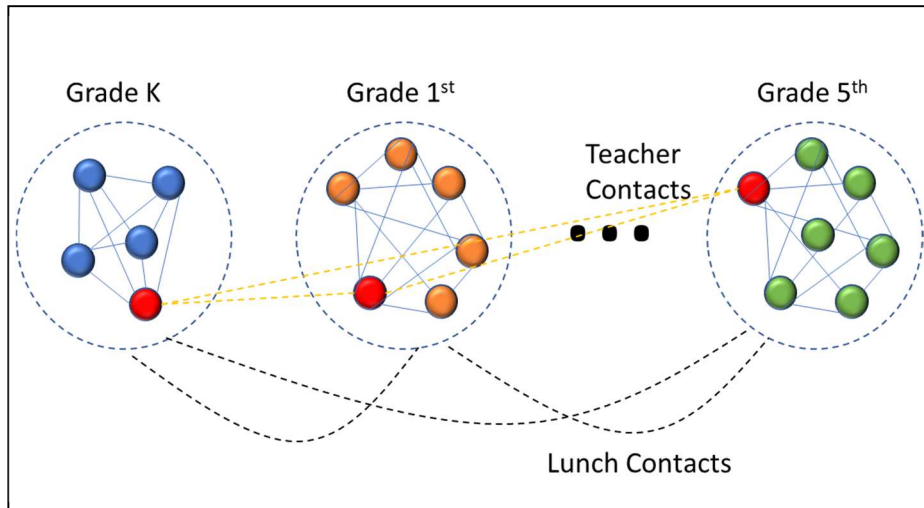 Grade K
Grade 1st
Grade 5th
Teacher
Contacts
Lunch Contacts